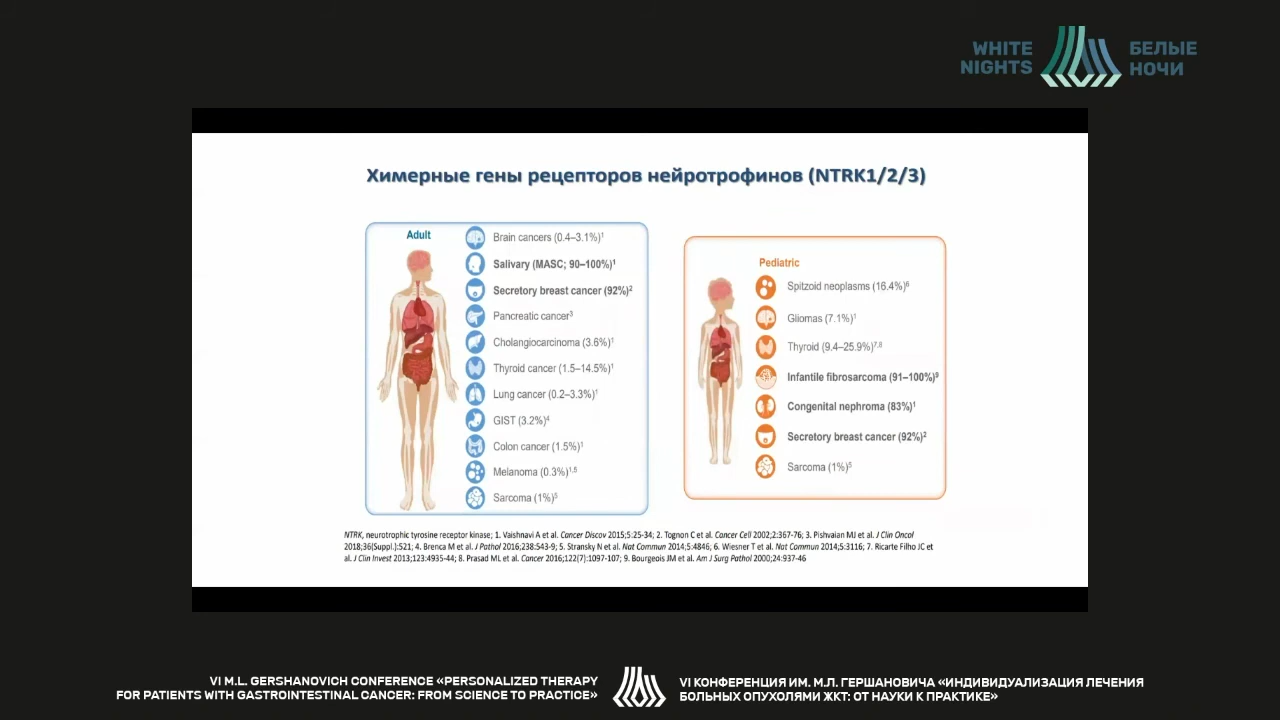 WHITE
NIGHTS
БЕЛЫЕ
НОЧИ
Химерные гены рецепторов нейротрофинов (NTRK1/2/3)
Adult
Brain cancers (0.4–3.1%)¹
Salivary (MASC; 90–100%)¹
Secretory breast cancer (92%)²
Pancreatic cancer³
Cholangiocarcinoma (3.6%)¹
Thyroid cancer (1.5–14.5%)¹
Lung cancer (0.2–3.3%)¹
GIST (3.2%)⁴
Colon cancer (1.5%)¹
Melanoma (0.3%)¹,⁵
Sarcoma (1%)⁵
Pediatric
Spitzoid neoplasms (16.4%)⁶
Gliomas (7.1%)¹
Thyroid (9.4–25.9%)⁷,⁸
Infantile fibrosarcoma (91–100%)⁹
Congenital nephroma (83%)¹
Secretory breast cancer (92%)²
Sarcoma (1%)⁵
NTRK, neurotrophic tyrosine receptor kinase; 1. Vaishnavi A et al. Cancer Discov 2015;5:25-34; 2. Tognon C et al. Cancer Cell 2002;2:367-76; 3. Pishvaian MJ et al. J Clin Oncol
2018;36(Suppl.):521; 4. Brenca M et al. J Pathol 2016;238:543-9; 5. Stransky N et al. Nat Commun 2014;5:4846; 6. Wiesner T et al. Nat Commun 2014;5:3116; 7. Ricarte Filho JC et
al. J Clin Invest 2013;123:4935-44; 8. Prasad ML et al. Cancer 2016;122(7):1097-107; 9. Bourgeois JM et al. Am J Surg Pathol 2000;24:937-46
VI M.L. GERSHANOVICH CONFERENCE «PERSONALIZED THERAPY
FOR PATIENTS WITH GASTROINTESTINAL CANCER: FROM SCIENCE TO PRACTICE»
VI КОНФЕРЕНЦИЯ ИМ. М.Л. ГЕРШАНОВИЧА «ИНДИВИДУАЛИЗАЦИЯ ЛЕЧЕНИЯ
БОЛЬНЫХ ОПУХОЛЯМИ ЖКТ: ОТ НАУКИ К ПРАКТИКЕ»